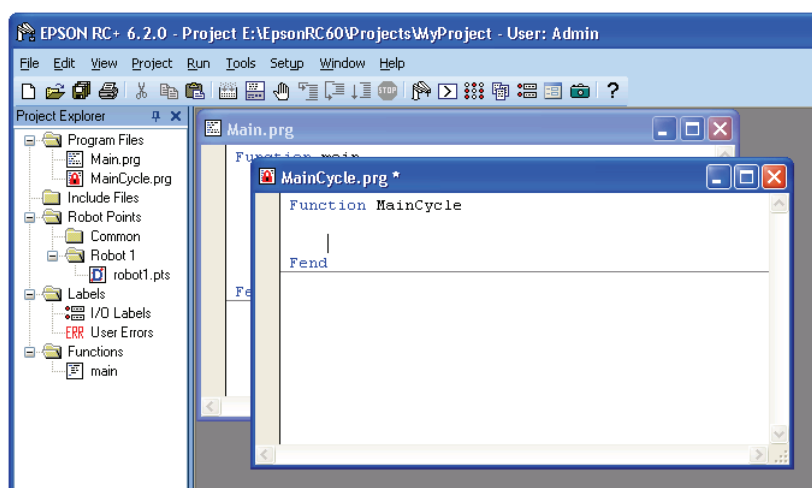 EPSON RC+ 6.2.0 - Project E:\EpsonRC60\Projects\MyProject - User: Admin
File Edit View Project Run Tools Setup Window Help
Project Explorer
Program Files
Main.prg
MainCycle.prg
Include Files
Robot Points
Common
Robot 1
robot1.pts
Labels
I/O Labels
ERR User Errors
Functions
main
Main.prg
Function main
MainCycle.prg *
Function MainCycle
Fend